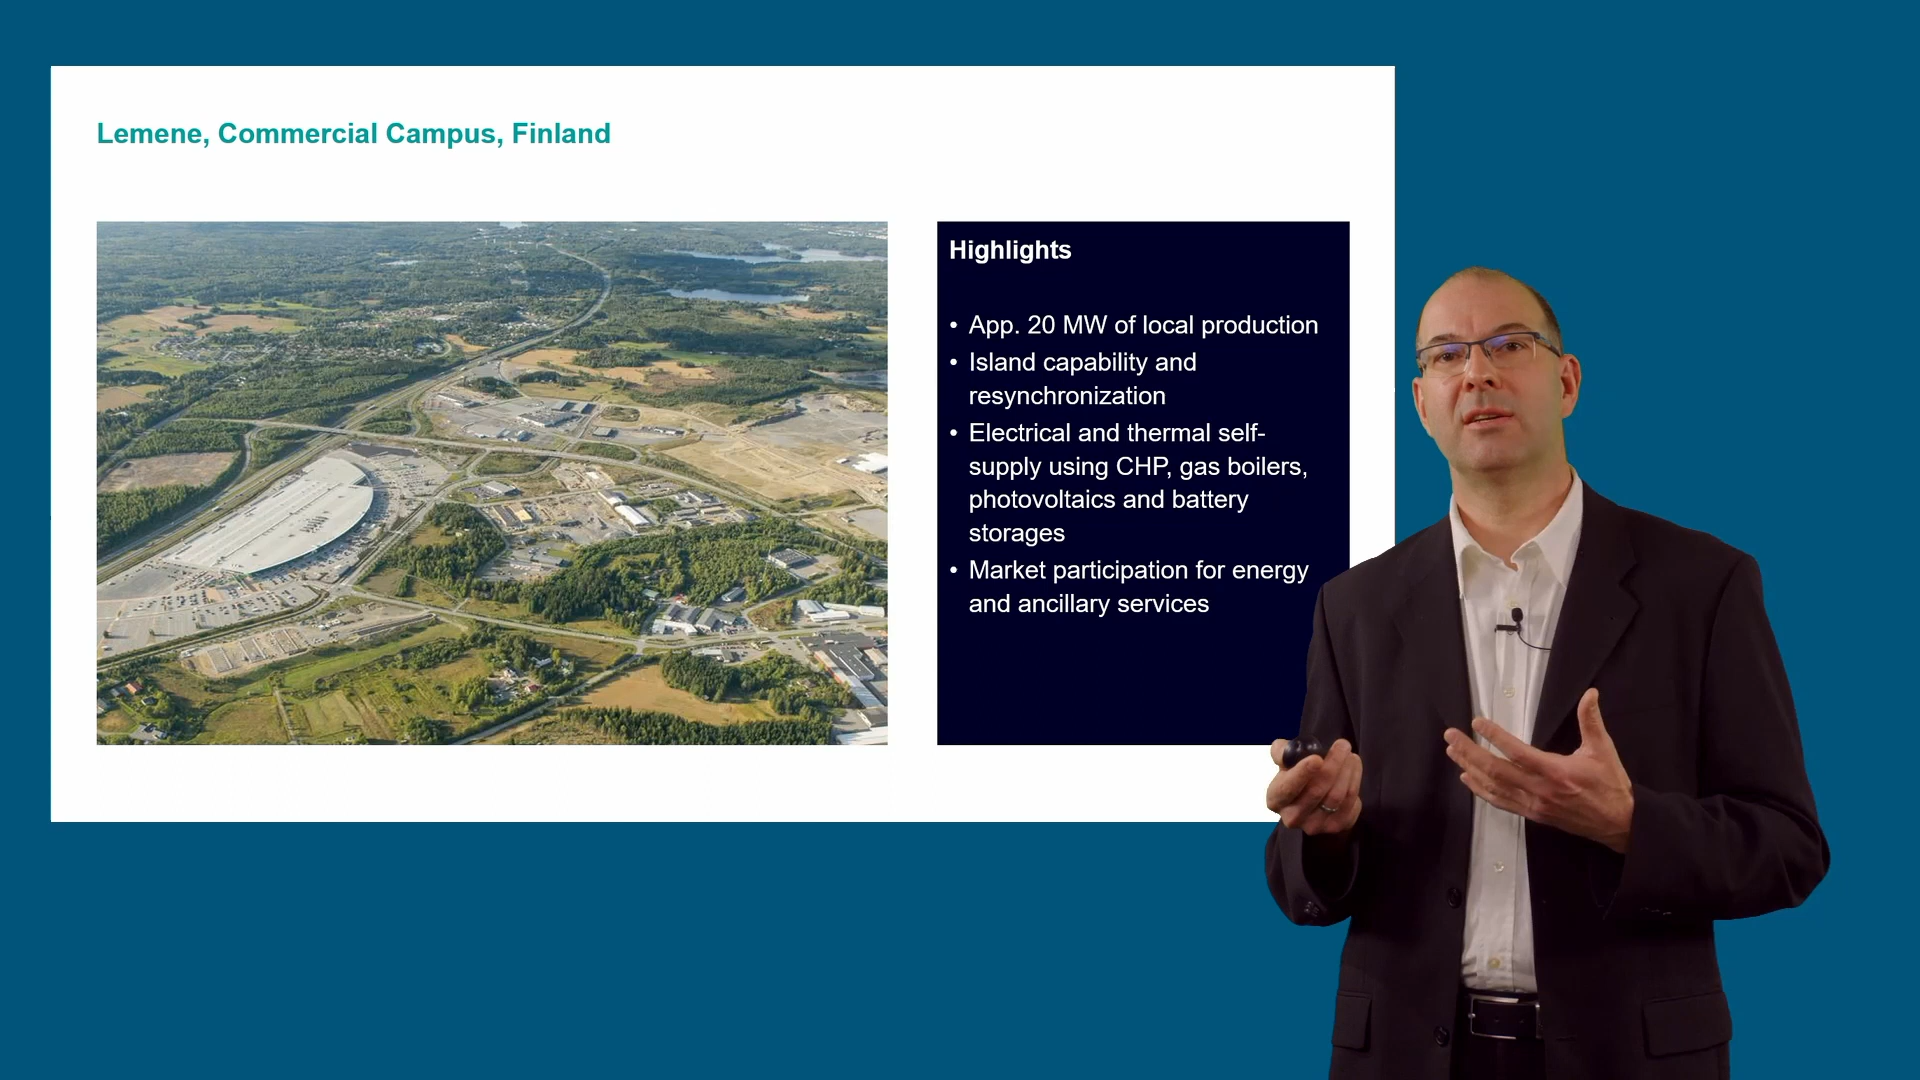 Lemene, Commercial Campus, Finland
Highlights
• App. 20 MW of local production
• Island capability and
resynchronization
• Electrical and thermal self-
supply using CHP, gas boilers,
photovoltaics and battery
storages
• Market participation for energy
and ancillary services